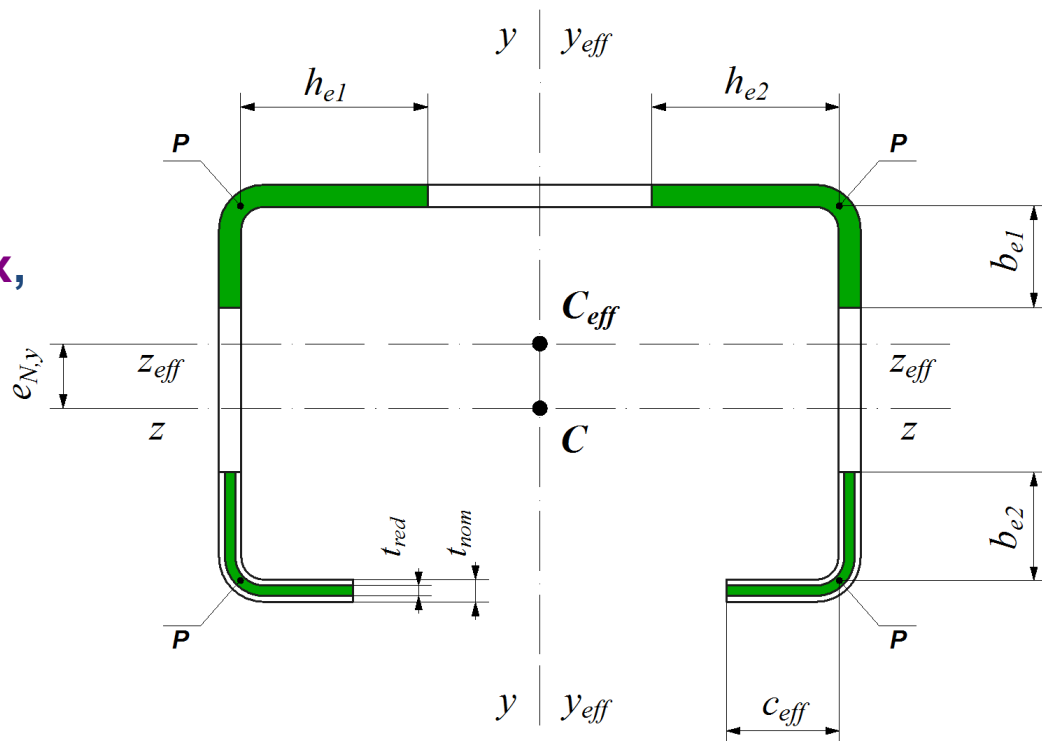 y y_eff
h_e1 h_e2
P P
b_e1
x,
C_eff
e_N,y
z_eff z_eff
z z
C
t_red t_nom
b_e2
P P
y y_eff
c_eff